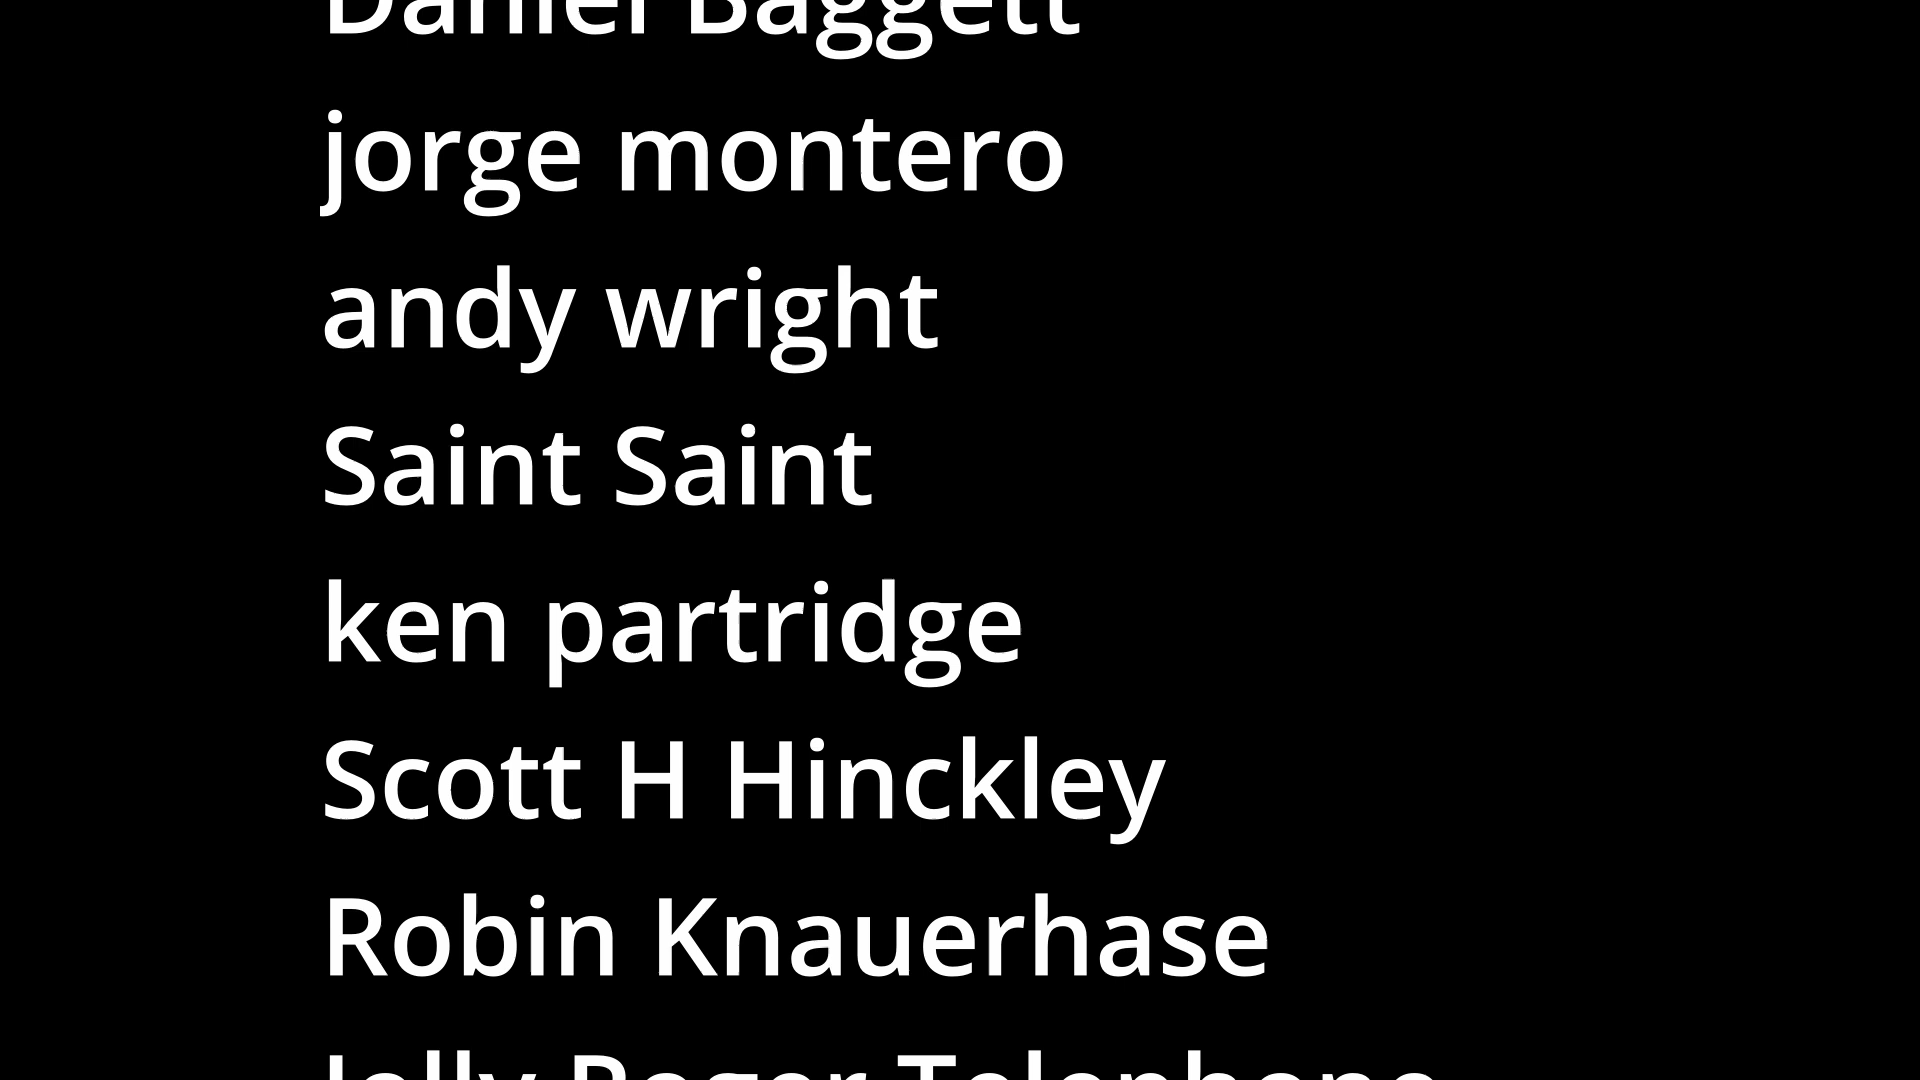 Daniel Baggett
jorge montero
andy wright
Saint Saint
ken partridge
Scott H Hinckley
Robin Knauerhase
Jolly Roger Telephone